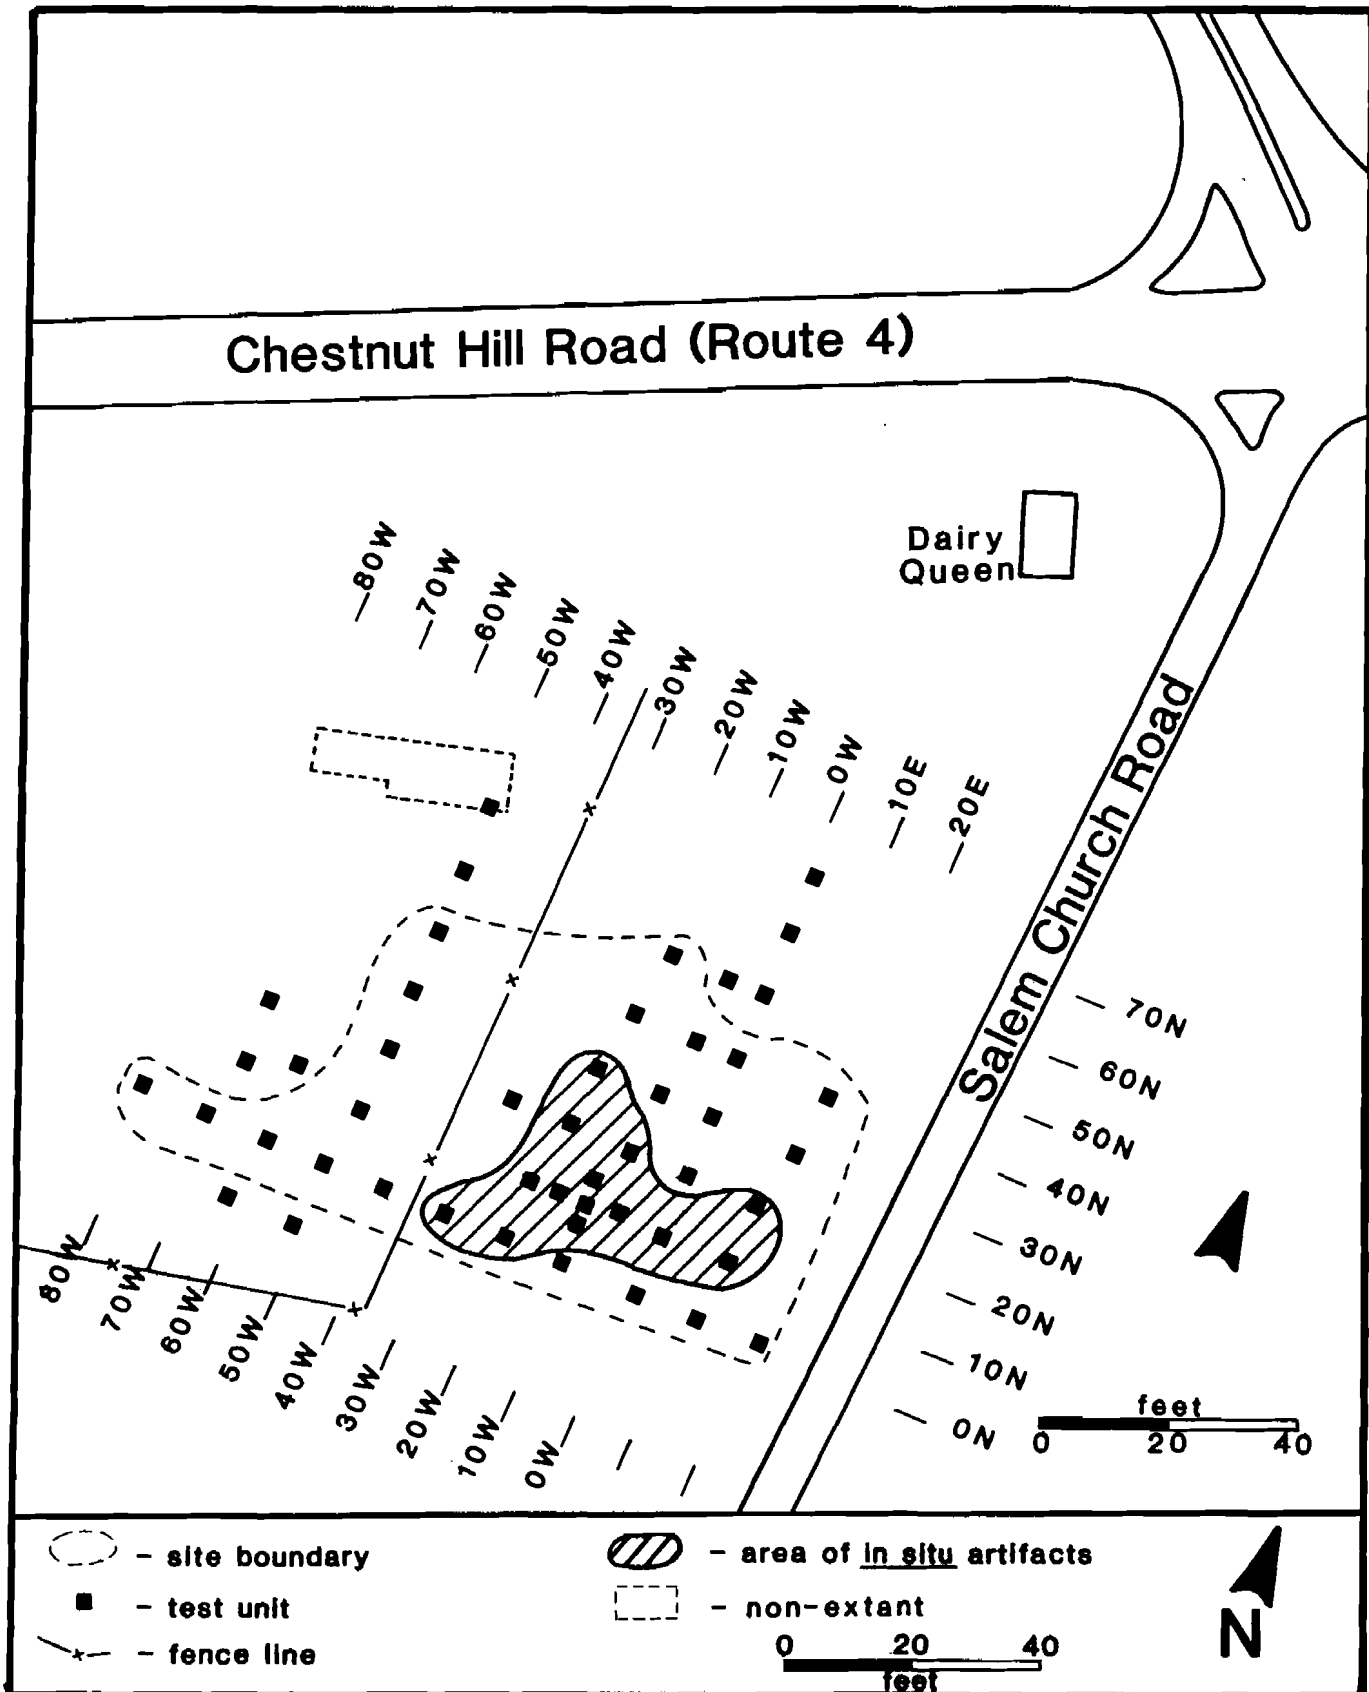 Chestnut Hill Road (Route 4)
Dairy
Queen
80W
70W
60W
50W
40W
30W
20W
10W
0W
10E
20E
Salem Church Road
70N
60N
50N
40N
30N
20N
10N
0N
80W
70W
60W
50W
40W
30W
20W
10W
0W
feet
0 20 40
- site boundary
- test unit
- fence line
- area of in situ artifacts
- non-extant
0 20 40
feet
N